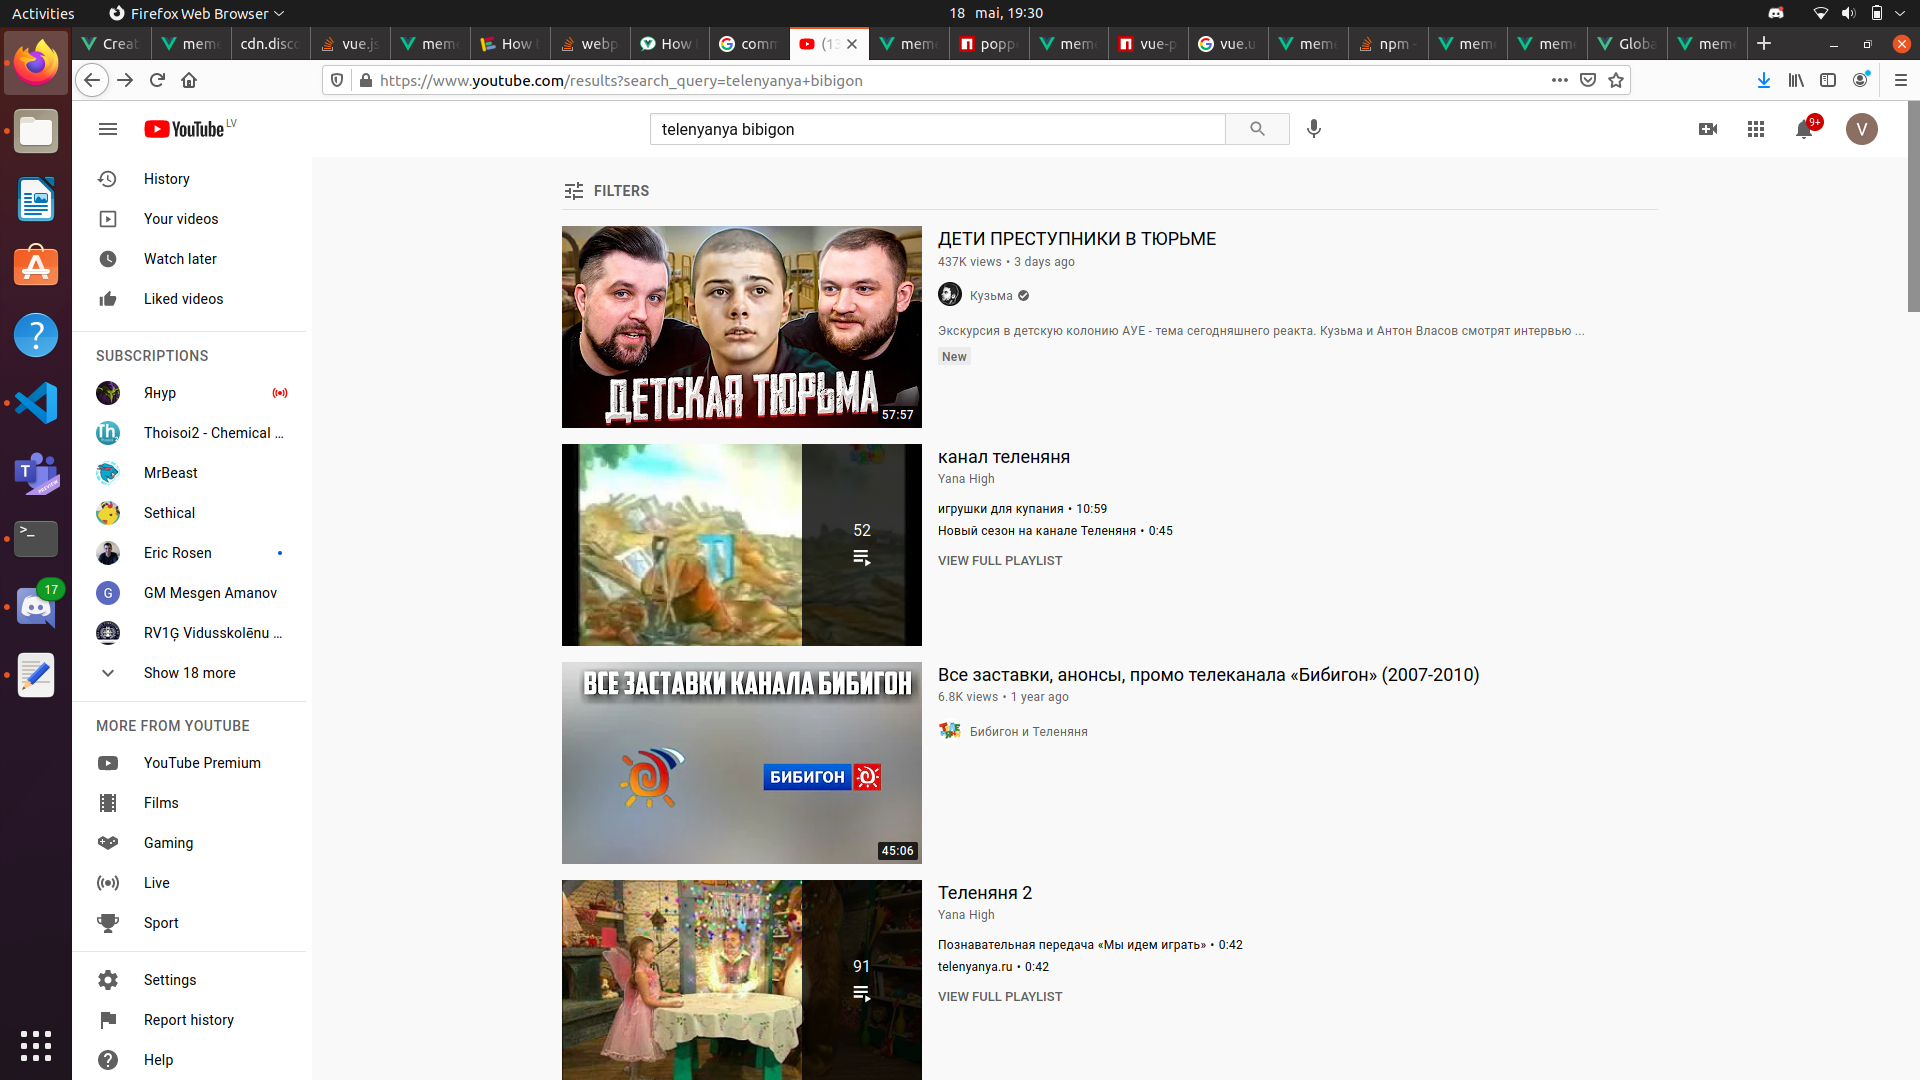 Activities
Firefox Web Browser
18 mai, 19:30
Creat
meme
cdn.disco
vue.js
meme
How
webp
How
comm
(13
meme
popp
meme
vue-p
vue.u
meme
npm
meme
meme
Globa
meme
https://www.youtube.com/results?search_query=telenyanya+bibigon
YouTube LV
telenyanya bibigon
9+
V
History
Your videos
Watch later
Liked videos
SUBSCRIPTIONS
Янур
Thoisoi2 - Chemical ...
MrBeast
Sethical
Eric Rosen
G
GM Mesgen Amanov
RV1Ģ Vidusskolēnu ...
Show 18 more
MORE FROM YOUTUBE
YouTube Premium
Films
Gaming
Live
Sport
Settings
Report history
Help
17
FILTERS
ДЕТСКАЯ ТЮРЬМА
57:57
ДЕТИ ПРЕСТУПНИКИ В ТЮРЬМЕ
437K views • 3 days ago
Кузьма
Экскурсия в детскую колонию АУЕ - тема сегодняшнего реакта. Кузьма и Антон Власов смотрят интервью ...
New
52
канал теленяня
Yana High
игрушки для купания • 10:59
Новый сезон на канале Теленяня • 0:45
VIEW FULL PLAYLIST
ВСЕ ЗАСТАВКИ КАНАЛА БИБИГОН
БИБИГОН
45:06
Все заставки, анонсы, промо телеканала «Бибигон» (2007-2010)
6.8K views • 1 year ago
Бибигон и Теленяня
91
Теленяня 2
Yana High
Познавательная передача «Мы идем играть» • 0:42
telenyanya.ru • 0:42
VIEW FULL PLAYLIST